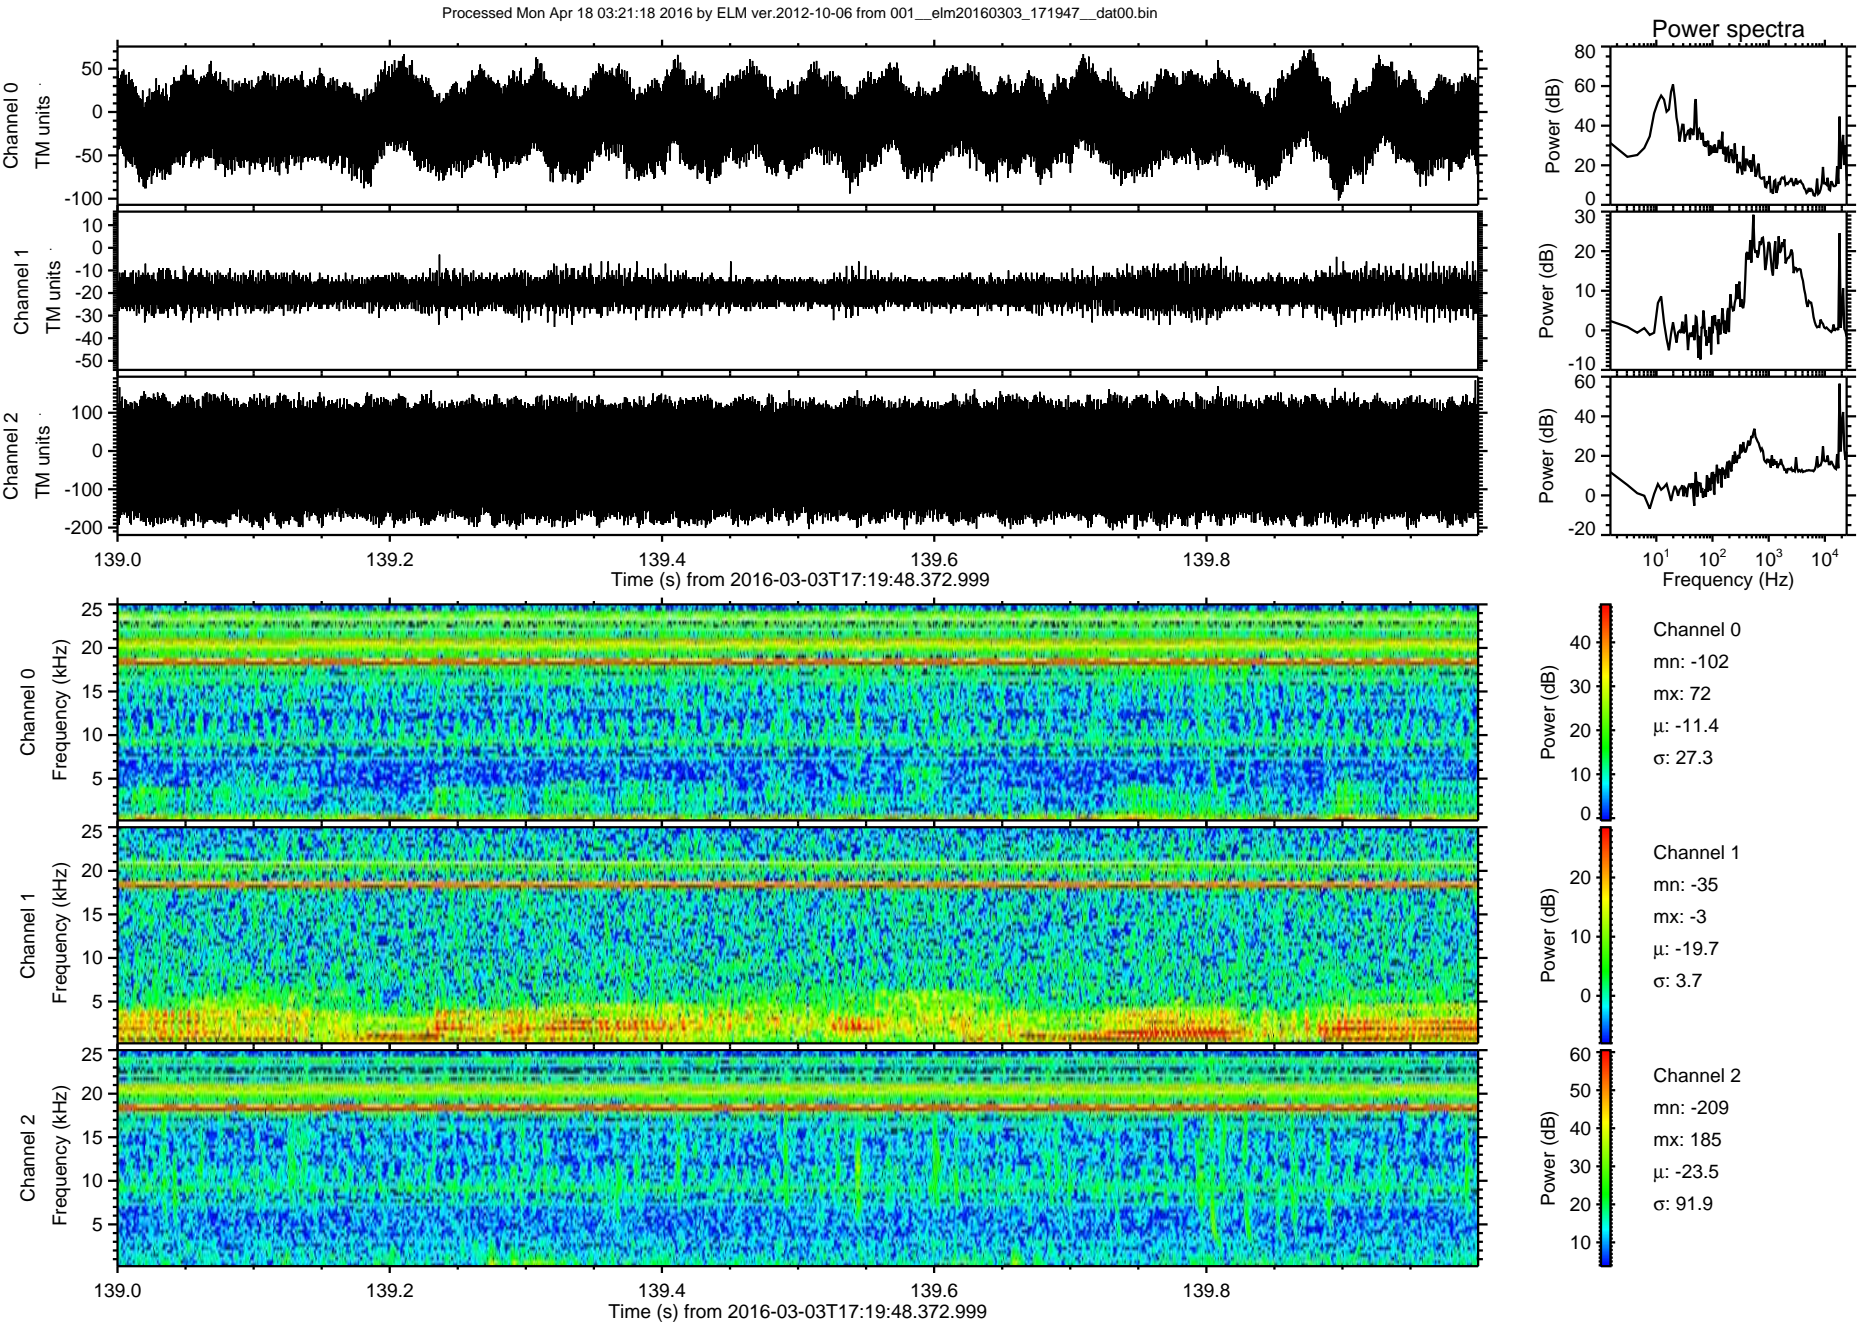 Processed Mon Apr 18 03:21:18 2016 by ELM ver.2012-10-06 from 001__elm20160303_171947__dat00.bin
Power spectra
Channel 0
TM units
50
0
-50
-100
Power (dB)
80
60
40
20
0
Channel 1
TM units
10
0
-10
-20
-30
-40
-50
Power (dB)
30
20
10
0
-10
Channel 2
TM units
100
0
-100
-200
Power (dB)
60
40
20
0
-20
139.0 139.2 139.4 139.6 139.8
Time (s) from 2016-03-03T17:19:48.372.999
10^1 10^2 10^3 10^4
Frequency (Hz)
Channel 0
Frequency (kHz)
25
20
15
10
5
Power (dB)
40
30
20
10
0
Channel 0
mn: -102
mx: 72
μ: -11.4
σ: 27.3
Channel 1
Frequency (kHz)
25
20
15
10
5
Power (dB)
20
10
0
Channel 1
mn: -35
mx: -3
μ: -19.7
σ: 3.7
Channel 2
Frequency (kHz)
25
20
15
10
5
Power (dB)
60
50
40
30
20
10
Channel 2
mn: -209
mx: 185
μ: -23.5
σ: 91.9
139.0 139.2 139.4 139.6 139.8
Time (s) from 2016-03-03T17:19:48.372.999